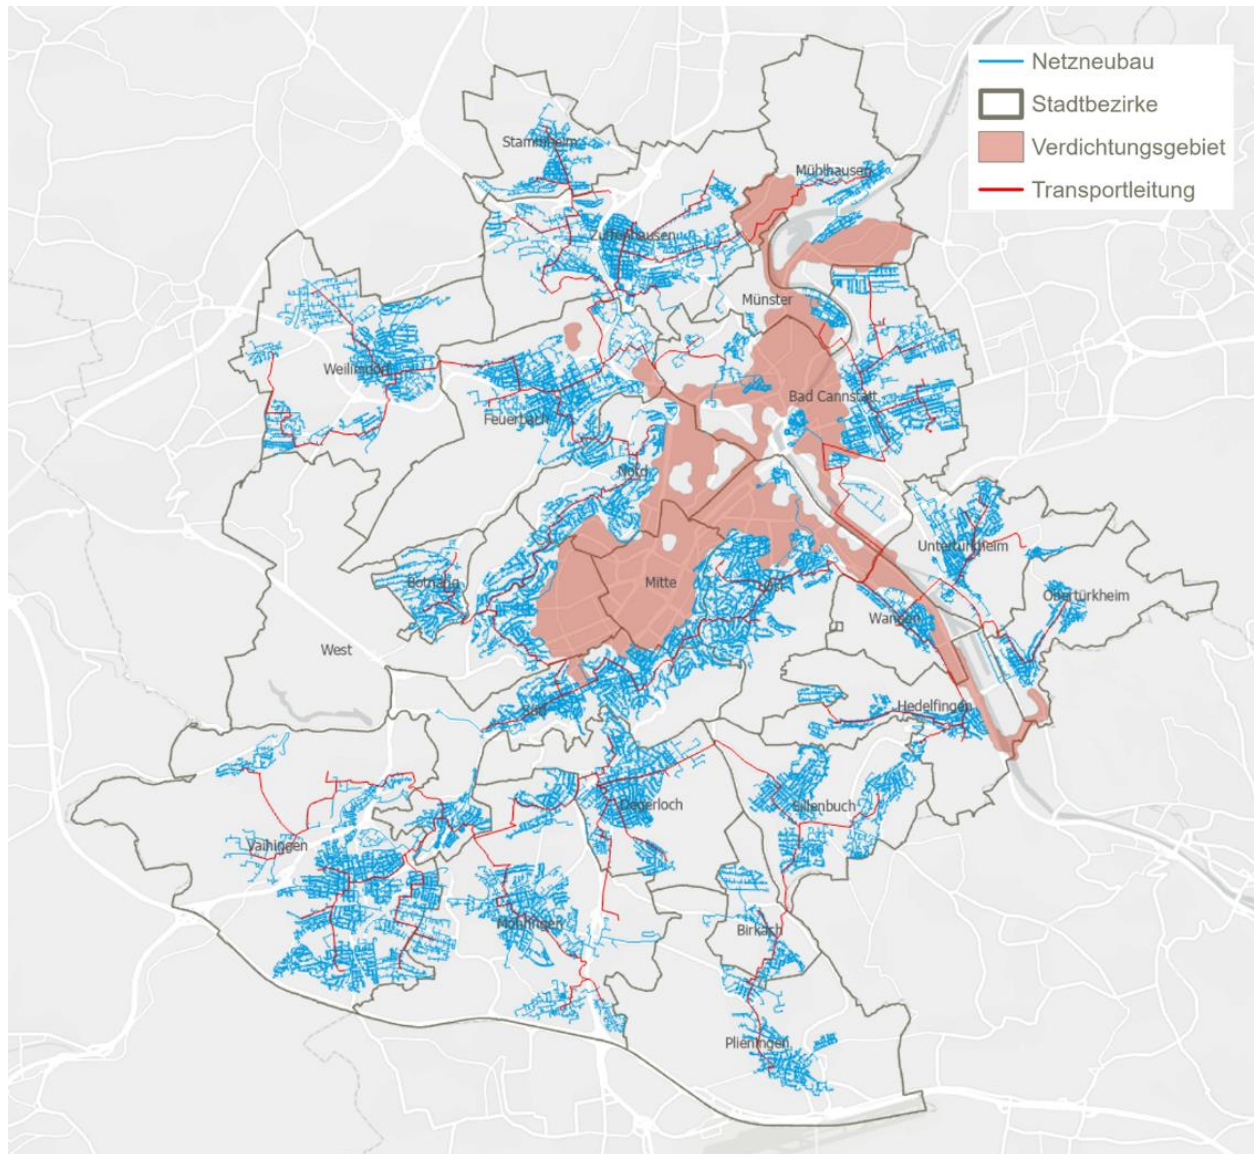 Netzneubau
Stadtbezirke
Verdichtungsgebiet
Transportleitung
Stammheim
Mühlhausen
Zuffenhausen
Münster
Weilimdorf
Bad Cannstatt
Feuerbach
Nord
Untertürkheim
Botnang
Mitte
Ost
Obertürkheim
Wangen
West
Süd
Hedelfingen
Degerloch
Sillenbuch
Vaihingen
Möhringen
Birkach
Plieningen